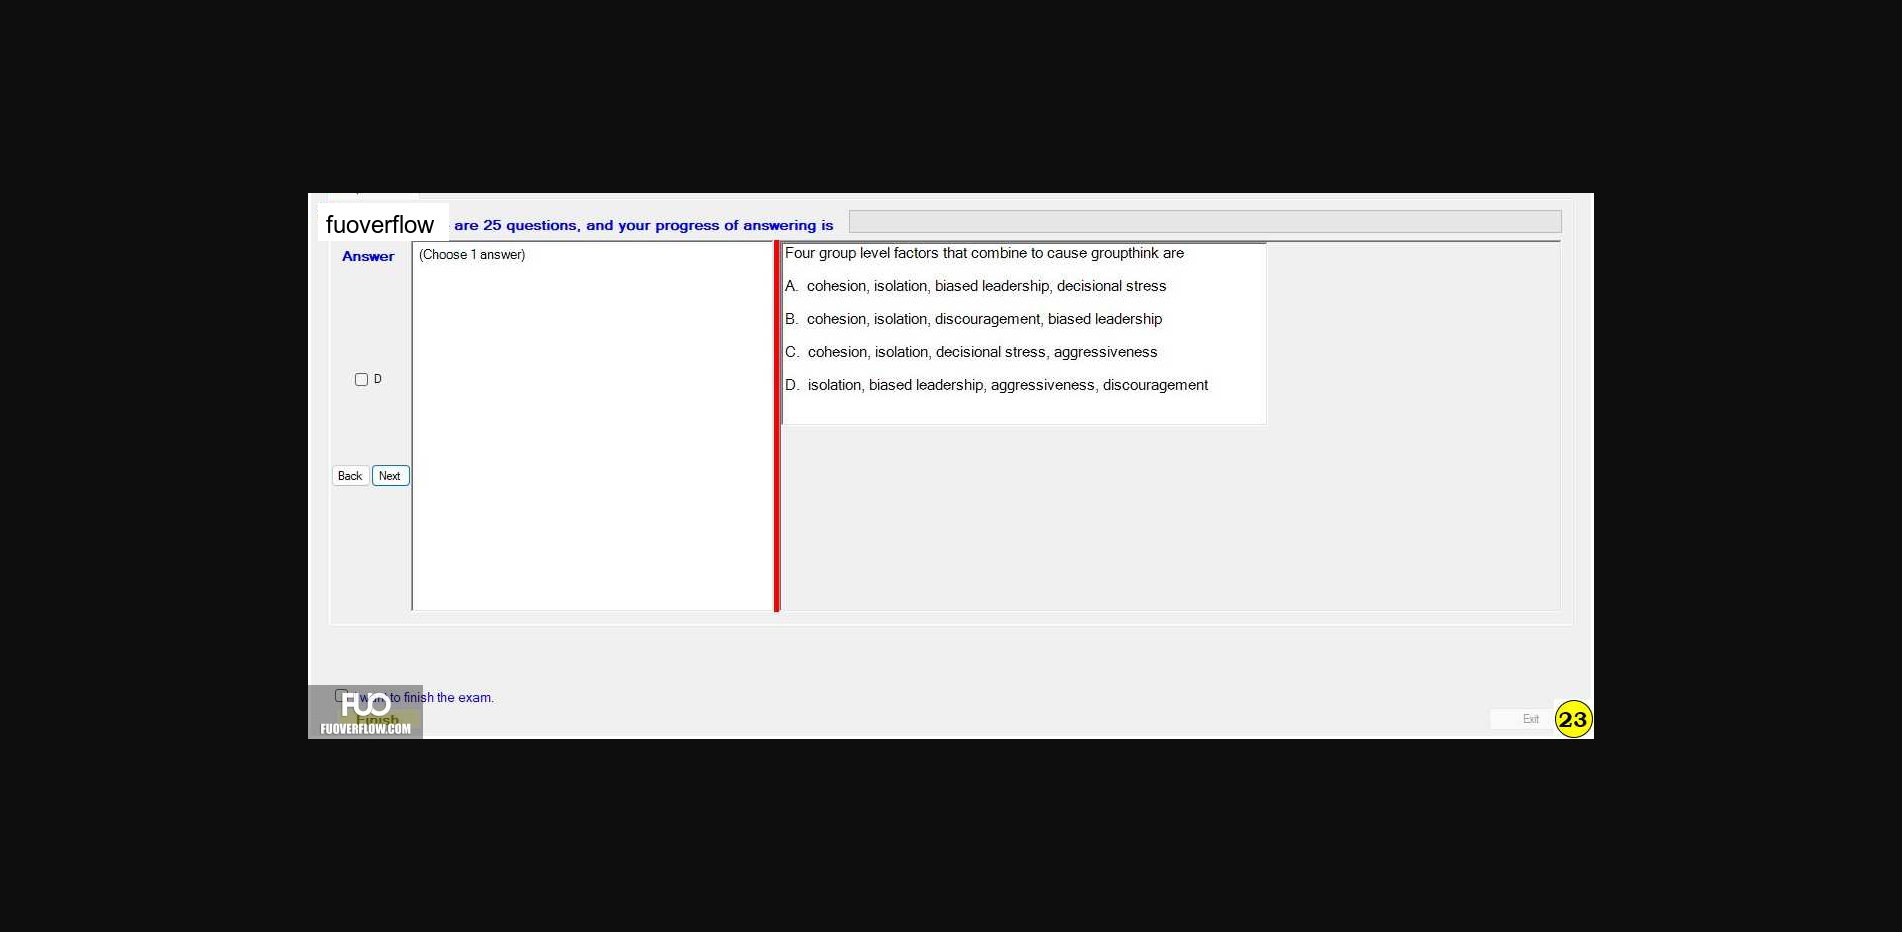 fuoverflow
are 25 questions, and your progress of answering is
Answer
(Choose 1 answer)
Four group level factors that combine to cause groupthink are
A. cohesion, isolation, biased leadership, decisional stress
B. cohesion, isolation, discouragement, biased leadership
C. cohesion, isolation, decisional stress, aggressiveness
D. isolation, biased leadership, aggressiveness, discouragement
D
Back
Next
want to finish the exam.
FUO
Finish
FUOVERFLOW.COM
Exit
23